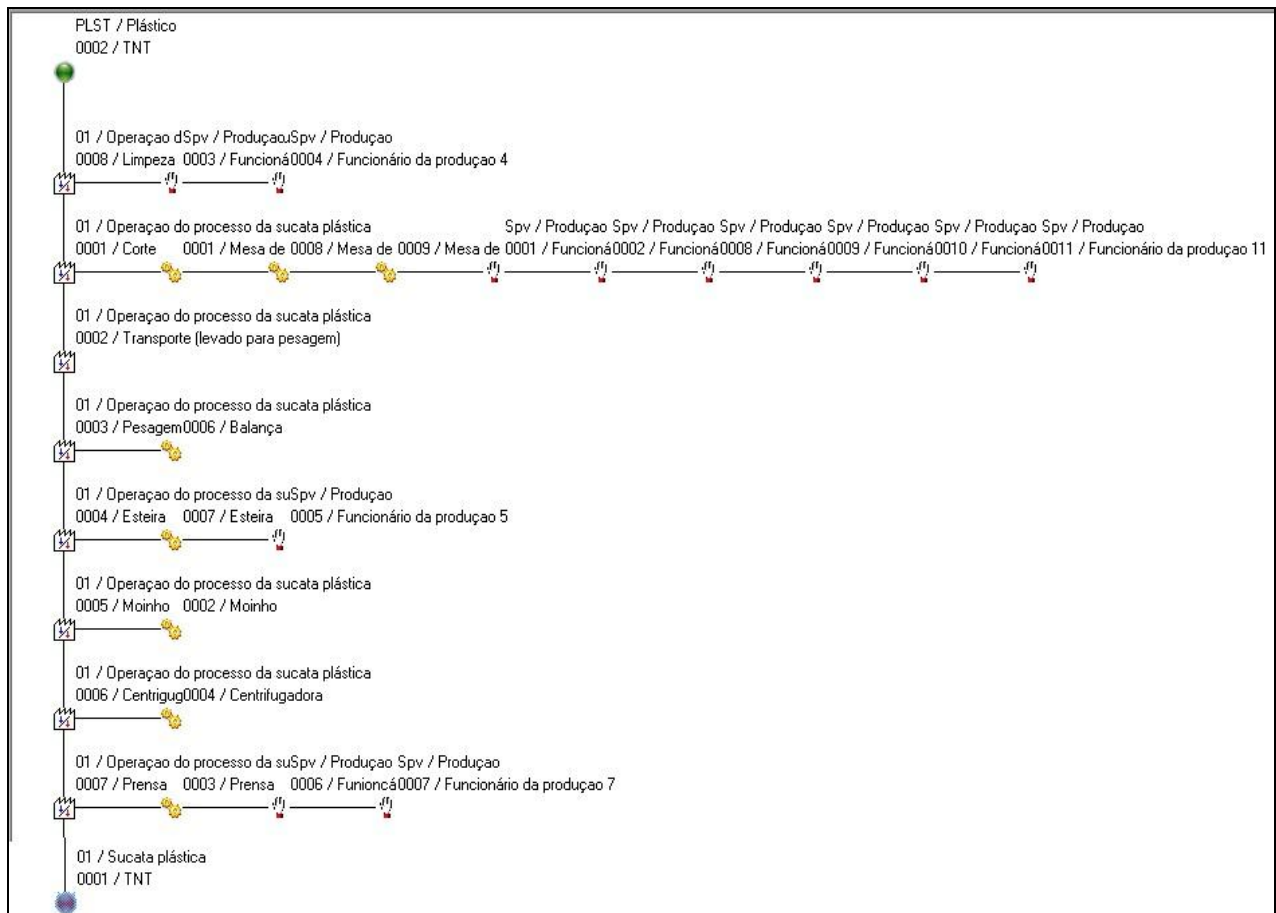 PLST / Plástico
0002 / TNT
01 / Operaçao dSpv / ProduçaouSpv / Produçao
0008 / Limpeza 0003 / Funcioná0004 / Funcionário da produçao 4
01 / Operaçao do processo da sucata plástica Spv / Produçao Spv / Produçao Spv / Produçao Spv / Produçao Spv / Produçao Spv / Produçao
0001 / Corte 0001 / Mesa de 0008 / Mesa de 0009 / Mesa de 0001 / Funcioná0002 / Funcioná0008 / Funcioná0009 / Funcioná0010 / Funcioná0011 / Funcionário da produçao 11
01 / Operaçao do processo da sucata plástica
0002 / Transporte (levado para pesagem)
01 / Operaçao do processo da sucata plástica
0003 / Pesagem0006 / Balança
01 / Operaçao do processo da suSpv / Produçao
0004 / Esteira 0007 / Esteira 0005 / Funcionário da produçao 5
01 / Operaçao do processo da sucata plástica
0005 / Moinho 0002 / Moinho
01 / Operaçao do processo da sucata plástica
0006 / Centrigug0004 / Centrifugadora
01 / Operaçao do processo da suSpv / Produçao Spv / Produçao
0007 / Prensa 0003 / Prensa 0006 / Funioncá0007 / Funcionário da produçao 7
01 / Sucata plástica
0001 / TNT